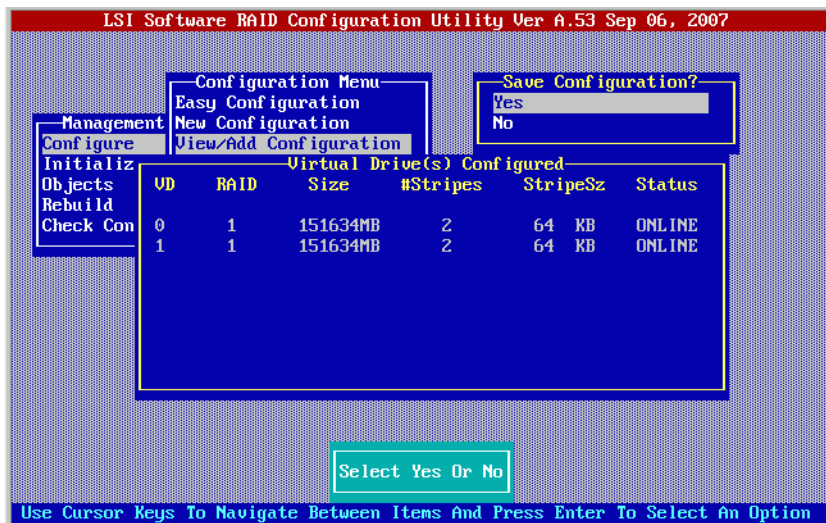 LSI Software RAID Configuration Utility Ver A.53 Sep 06, 2007
Configuration Menu
Easy Configuration
New Configuration
View/Add Configuration
Save Configuration?
Yes
No
Management
Configure
Initializ
Objects
Rebuild
Check Con
Virtual Drive(s) Configured
VD RAID Size #Stripes StripeSz Status
0 1 151634MB 2 64 KB ONLINE
1 1 151634MB 2 64 KB ONLINE
Select Yes Or No
Use Cursor Keys To Navigate Between Items And Press Enter To Select An Option